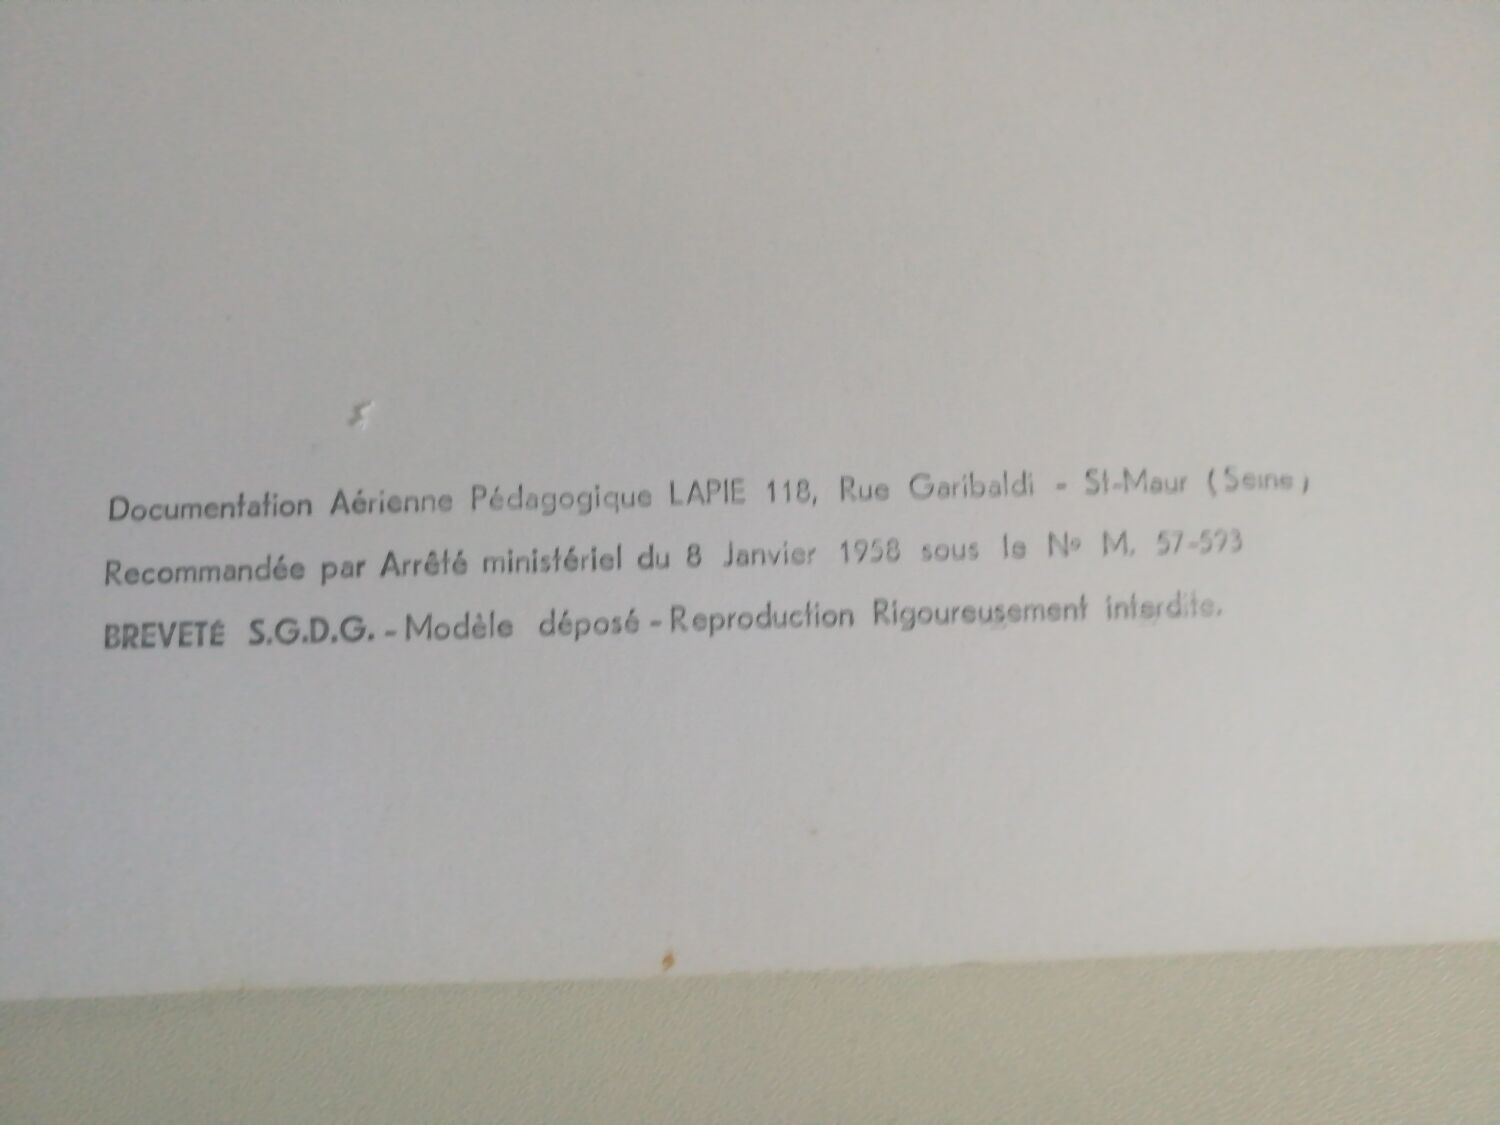 Documentation Aérienne Pédagogique LAPIE 118, Rue Garibaldi - St-Maur (Seine)
Recommandée par Arrêté ministériel du 8 Janvier 1958 sous le Nº M. 57-593
BREVETÉ S.G.D.G. - Modèle déposé - Reproduction Rigoureusement interdite.